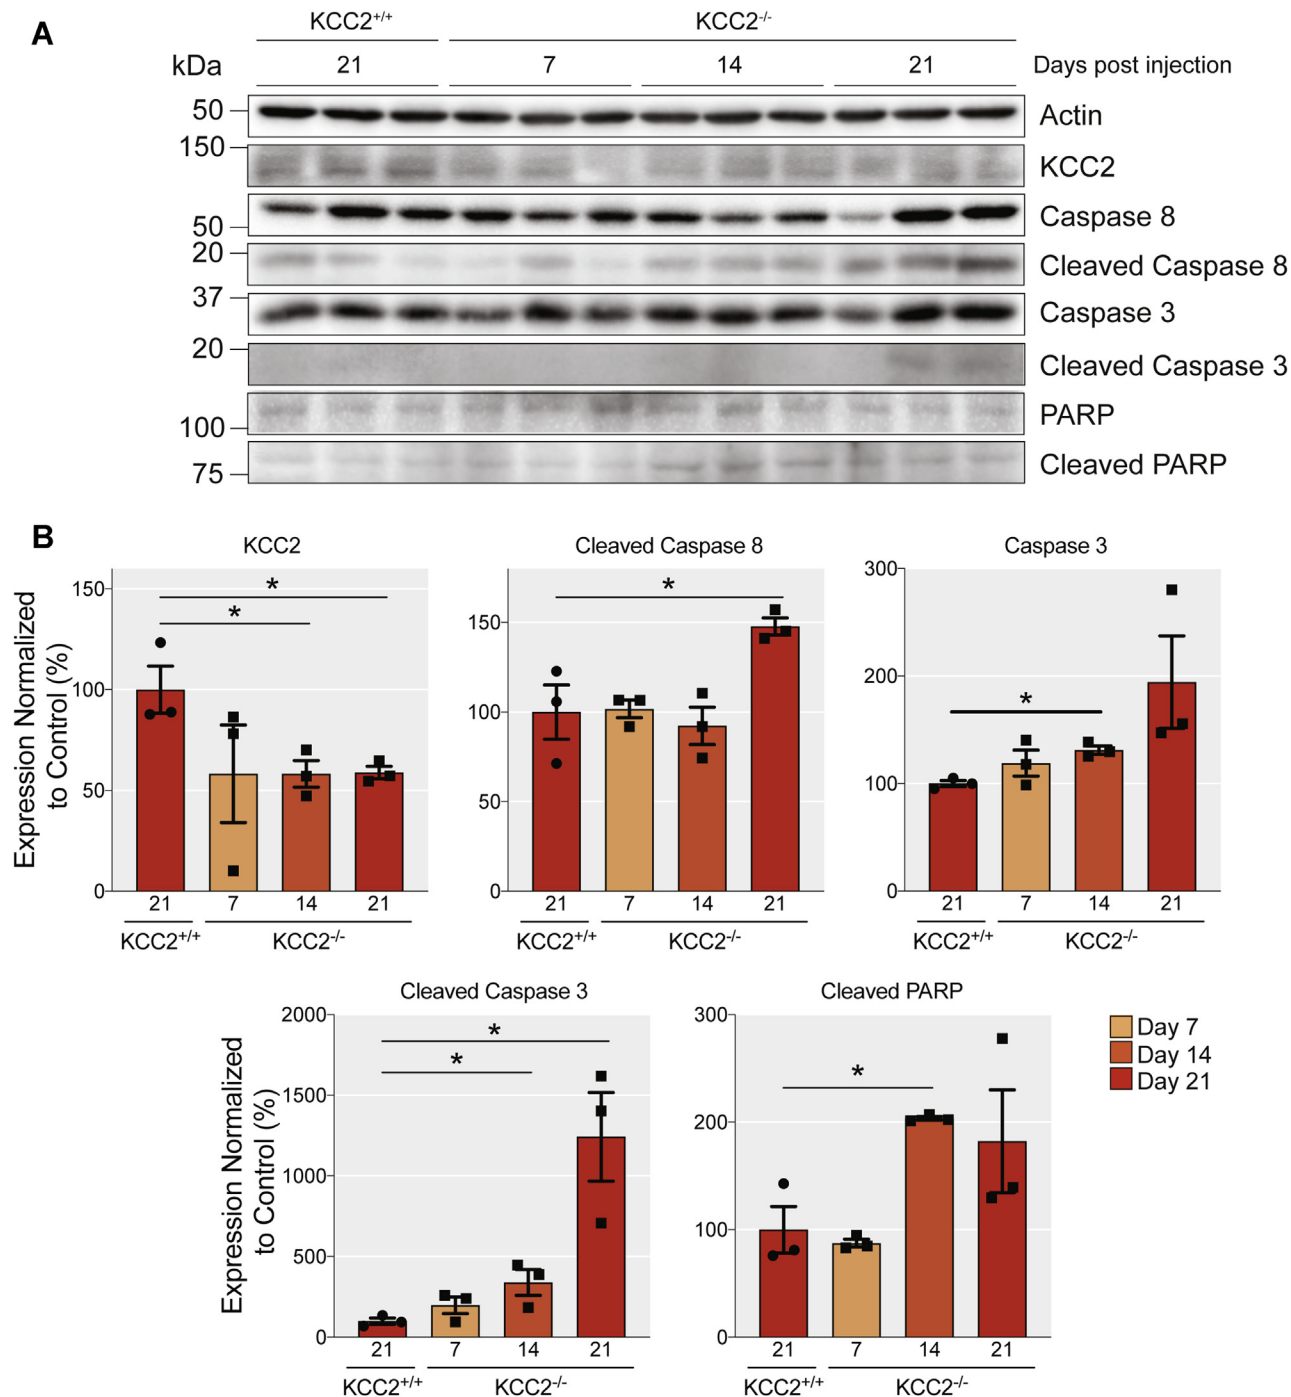 A
KCC2+/+ KCC2-/-
kDa 21 7 14 21 Days post injection
50 Actin
150 KCC2
50 Caspase 8
20 Cleaved Caspase 8
37 Caspase 3
20 Cleaved Caspase 3
100 PARP
75 Cleaved PARP
B
KCC2
Expression Normalized
to Control (%)
150
100
50
0
* *
21 7 14 21
KCC2+/+ KCC2-/-
Cleaved Caspase 8
150
100
50
0
*
21 7 14 21
KCC2+/+ KCC2-/-
Caspase 3
300
200
100
0
*
21 7 14 21
KCC2+/+ KCC2-/-
Cleaved Caspase 3
Expression Normalized
to Control (%)
2000
1500
1000
500
0
* *
21 7 14 21
KCC2+/+ KCC2-/-
Cleaved PARP
300
200
100
0
*
21 7 14 21
KCC2+/+ KCC2-/-
Day 7
Day 14
Day 21